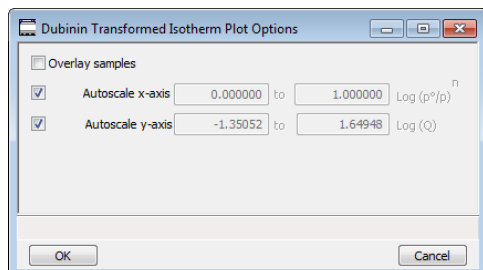 Dubinin Transformed Isotherm Plot Options
Overlay samples
Autoscale x-axis 0.000000 to 1.000000 Log (p°/p) n
Autoscale y-axis -1.35052 to 1.64948 Log (Q)
OK Cancel